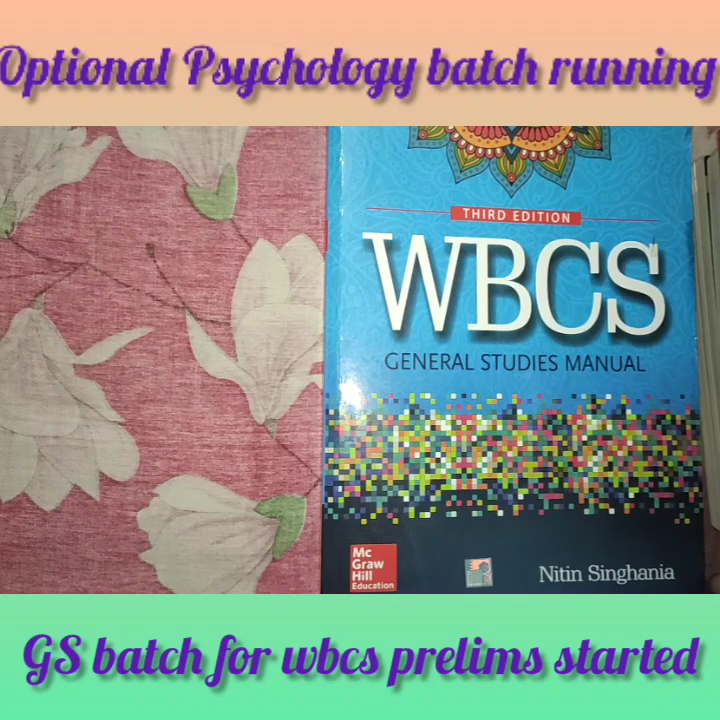 Optional Psychology batch running
THIRD EDITION
WBCS
GENERAL STUDIES MANUAL
Mc
Graw
Hill
Education
Nitin Singhania
GS batch for wbcs prelims started